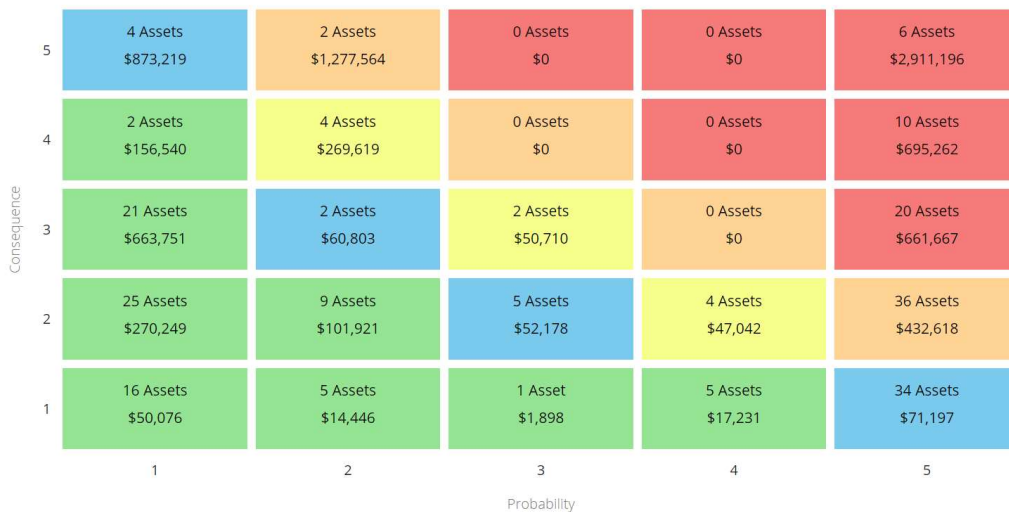 5
4 Assets
$873,219
2 Assets
$1,277,564
0 Assets
$0
0 Assets
$0
6 Assets
$2,911,196
4
2 Assets
$156,540
4 Assets
$269,619
0 Assets
$0
0 Assets
$0
10 Assets
$695,262
Consequence
3
21 Assets
$663,751
2 Assets
$60,803
2 Assets
$50,710
0 Assets
$0
20 Assets
$661,667
2
25 Assets
$270,249
9 Assets
$101,921
5 Assets
$52,178
4 Assets
$47,042
36 Assets
$432,618
1
16 Assets
$50,076
5 Assets
$14,446
1 Asset
$1,898
5 Assets
$17,231
34 Assets
$71,197
1
2
3
4
5
Probability